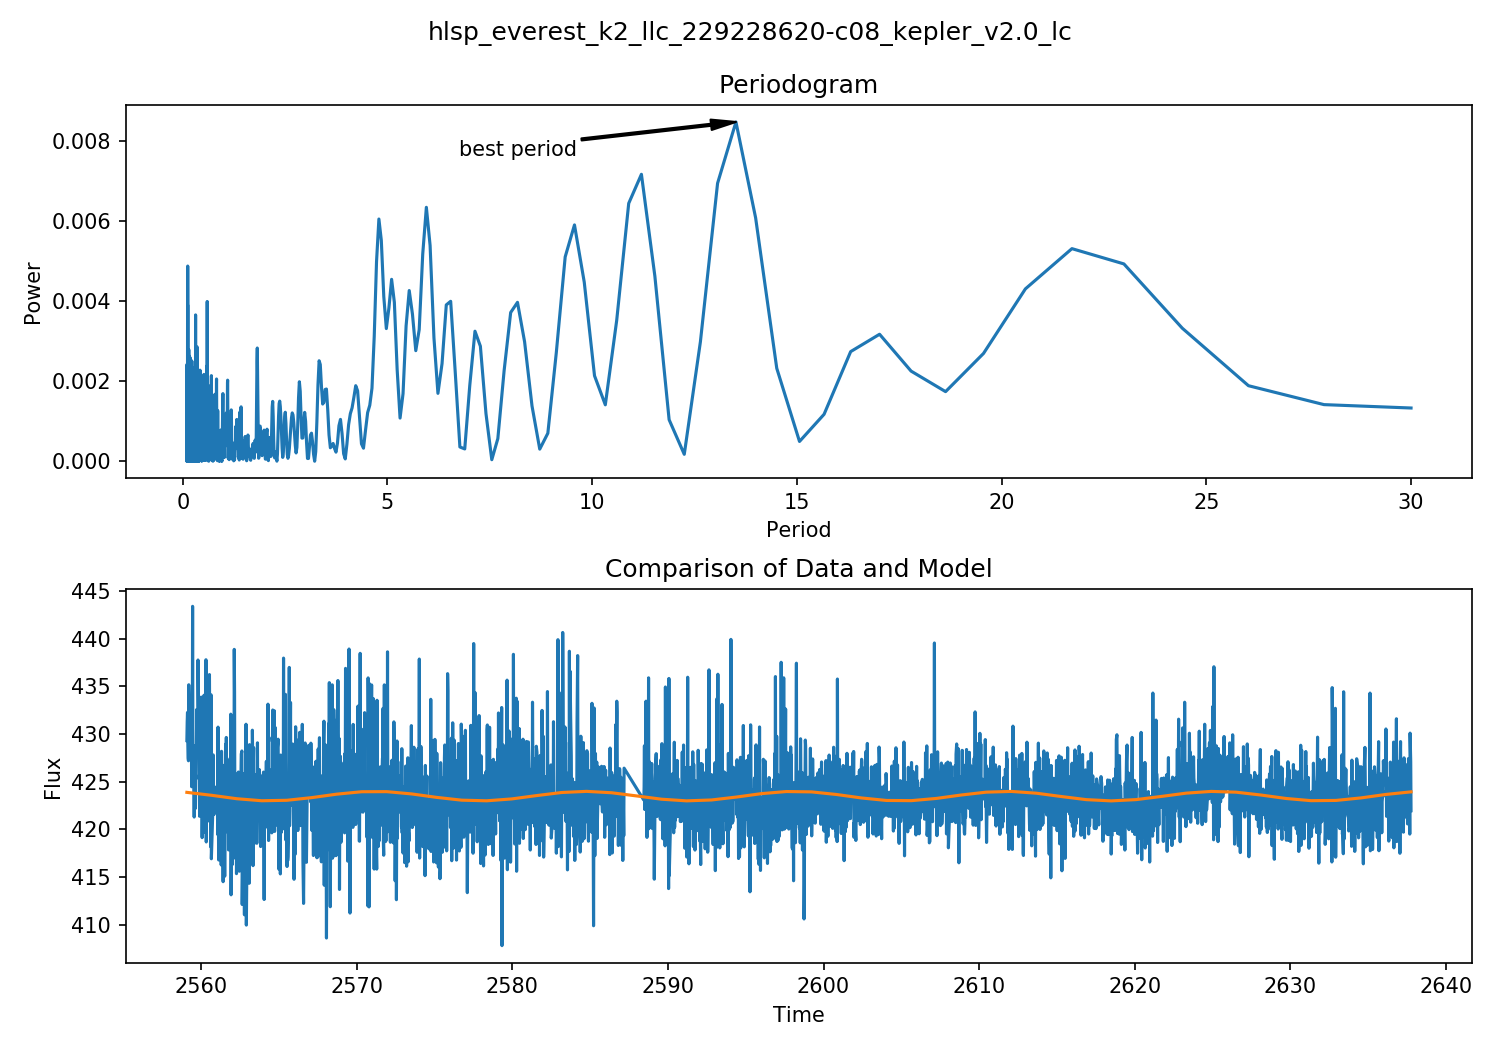 hlsp_everest_k2_llc_229228620-c08_kepler_v2.0_lc
Periodogram
best period
Power
0.008
0.006
0.004
0.002
0.000
0 5 10 15 20 25 30
Period
Comparison of Data and Model
Flux
445
440
435
430
425
420
415
410
2560 2570 2580 2590 2600 2610 2620 2630 2640
Time